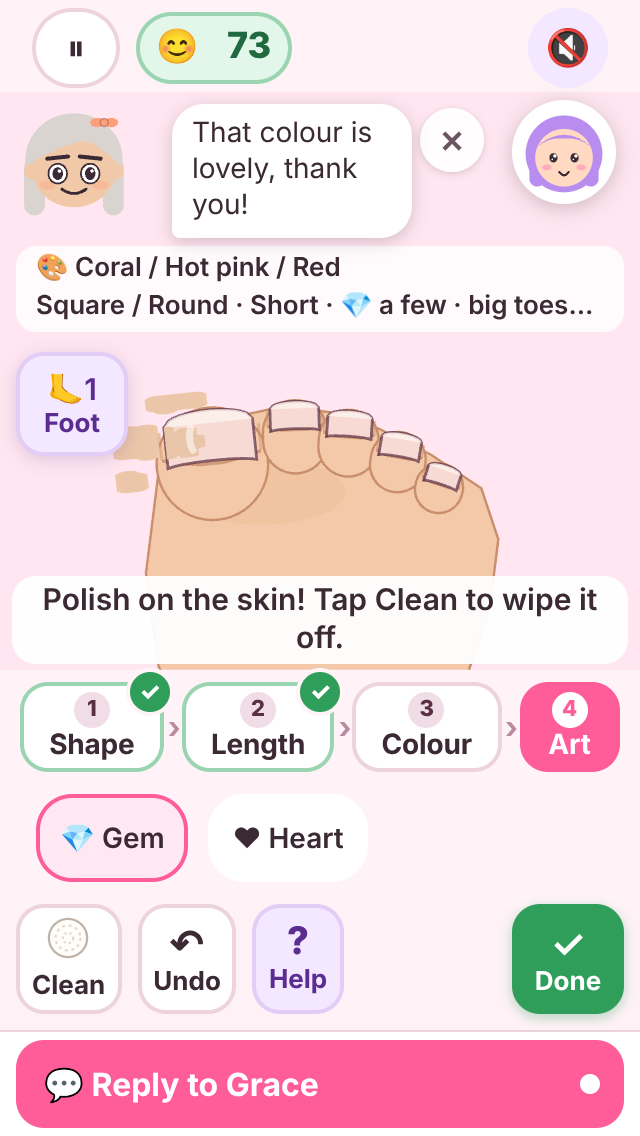 73
That colour is
lovely, thank
you!
Coral / Hot pink / Red
Square / Round · Short · 💎 a few · big toes...
1
Foot
Polish on the skin! Tap Clean to wipe it
off.
1
Shape
2
Length
3
Colour
4
Art
Gem
Heart
Clean
Undo
?
Help
Done
Reply to Grace